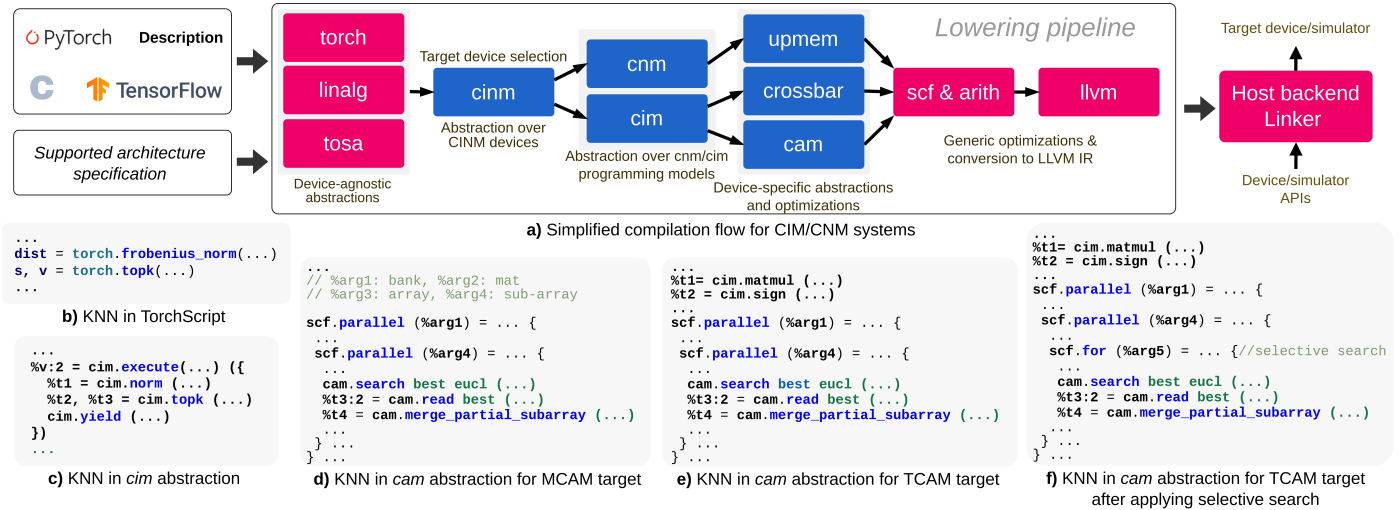 PyTorch
Description
C
TensorFlow
Supported architecture
specification
torch
linalg
tosa
Device-agnostic
abstractions
Target device selection
cinm
Abstraction over
CINM devices
cnm
cim
Abstraction over cnm/cim
programming models
upmem
crossbar
cam
Device-specific abstractions
and optimizations
Lowering pipeline
scf & arith
llvm
Generic optimizations &
conversion to LLVM IR
Target device/simulator
Host backend
Linker
Device/simulator
APIs
a) Simplified compilation flow for CIM/CNM systems
...
dist = torch.frobenius_norm(...)
s, v = torch.topk(...)
...
b) KNN in TorchScript
...
%v:2 = cim.execute(...) ({
%t1 = cim.norm (...)
%t2, %t3 = cim.topk (...)
cim.yield (...)
})
...
c) KNN in cim abstraction
...
// %arg1: bank, %arg2: mat
// %arg3: array, %arg4: sub-array
scf.parallel (%arg1) = ... {
...
scf.parallel (%arg4) = ... {
...
cam.search best eucl (...)
%t3:2 = cam.read best (...)
%t4 = cam.merge_partial_subarray (...)
...
} ...
} ...
d) KNN in cam abstraction for MCAM target
...
%t1= cim.matmul (...)
%t2 = cim.sign (...)
...
scf.parallel (%arg1) = ... {
...
scf.parallel (%arg4) = ... {
...
cam.search best eucl (...)
%t3:2 = cam.read best (...)
%t4 = cam.merge_partial_subarray (...)
...
} ...
} ...
e) KNN in cam abstraction for TCAM target
...
%t1= cim.matmul (...)
%t2 = cim.sign (...)
...
scf.parallel (%arg1) = ... {
...
scf.parallel (%arg4) = ... {
...
scf.for (%arg5) = ... {//selective search
...
cam.search best eucl (...)
%t3:2 = cam.read best (...)
%t4 = cam.merge_partial_subarray (...)
...
} ...
} ...
f) KNN in cam abstraction for TCAM target
after applying selective search